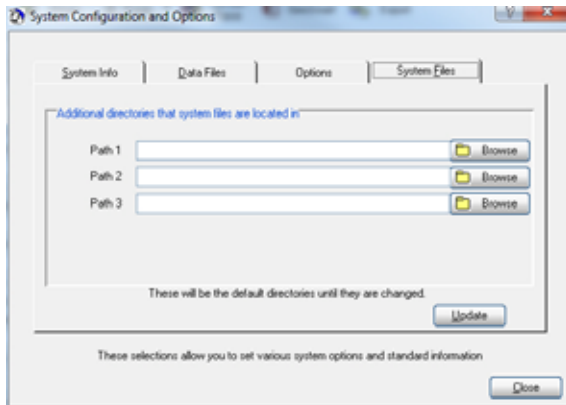 System Configuration and Options
System Info
Data Files
Options
System Files
Additional directories that system files are located in
Path 1
Browse
Path 2
Browse
Path 3
Browse
These will be the default directories until they are changed.
Update
These selections allow you to set various system options and standard information
Close